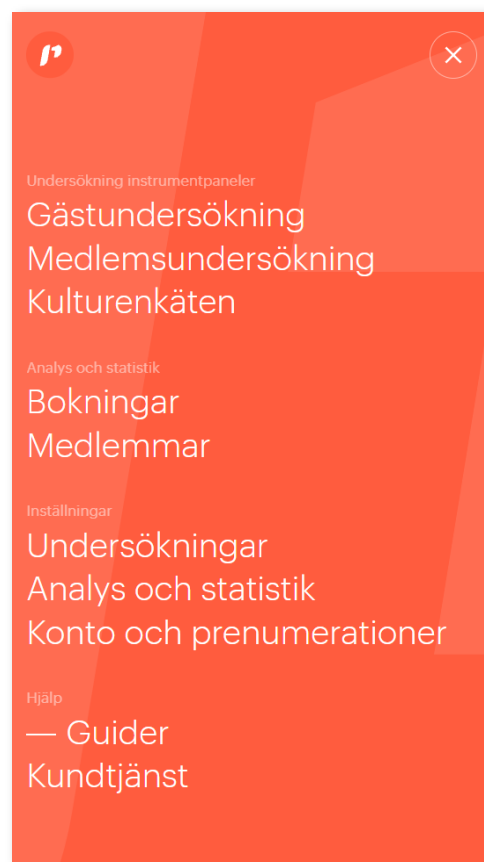 Undersökning instrumentpaneler
Gästundersökning
Medlemsundersökning
Kulturenkäten
Analys och statistik
Bokningar
Medlemmar
Inställningar
Undersökningar
Analys och statistik
Konto och prenumerationer
Hjälp
— Guider
Kundtjänst